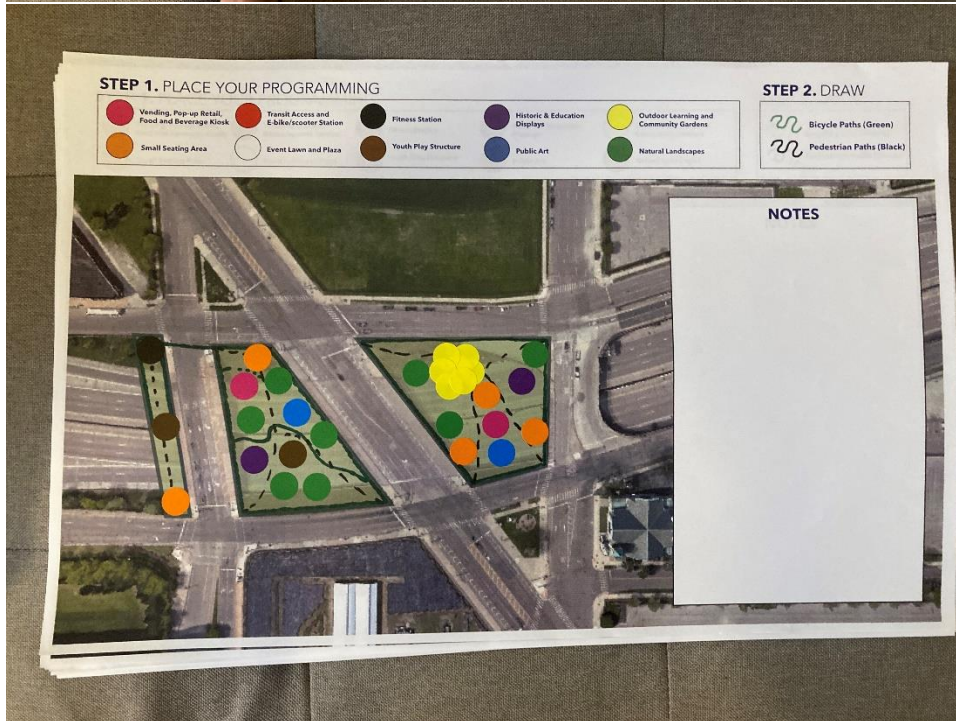 STEP 1. PLACE YOUR PROGRAMMING
Vending, Pop-up Retail,
Food and Beverage Kiosk
Transit Access and
E-bike/scooter Station
Fitness Station
Historic & Education
Displays
Outdoor Learning and
Community Gardens
Small Seating Area
Event Lawn and Plaza
Youth Play Structure
Public Art
Natural Landscapes
STEP 2. DRAW
Bicycle Paths (Green)
Pedestrian Paths (Black)
NOTES